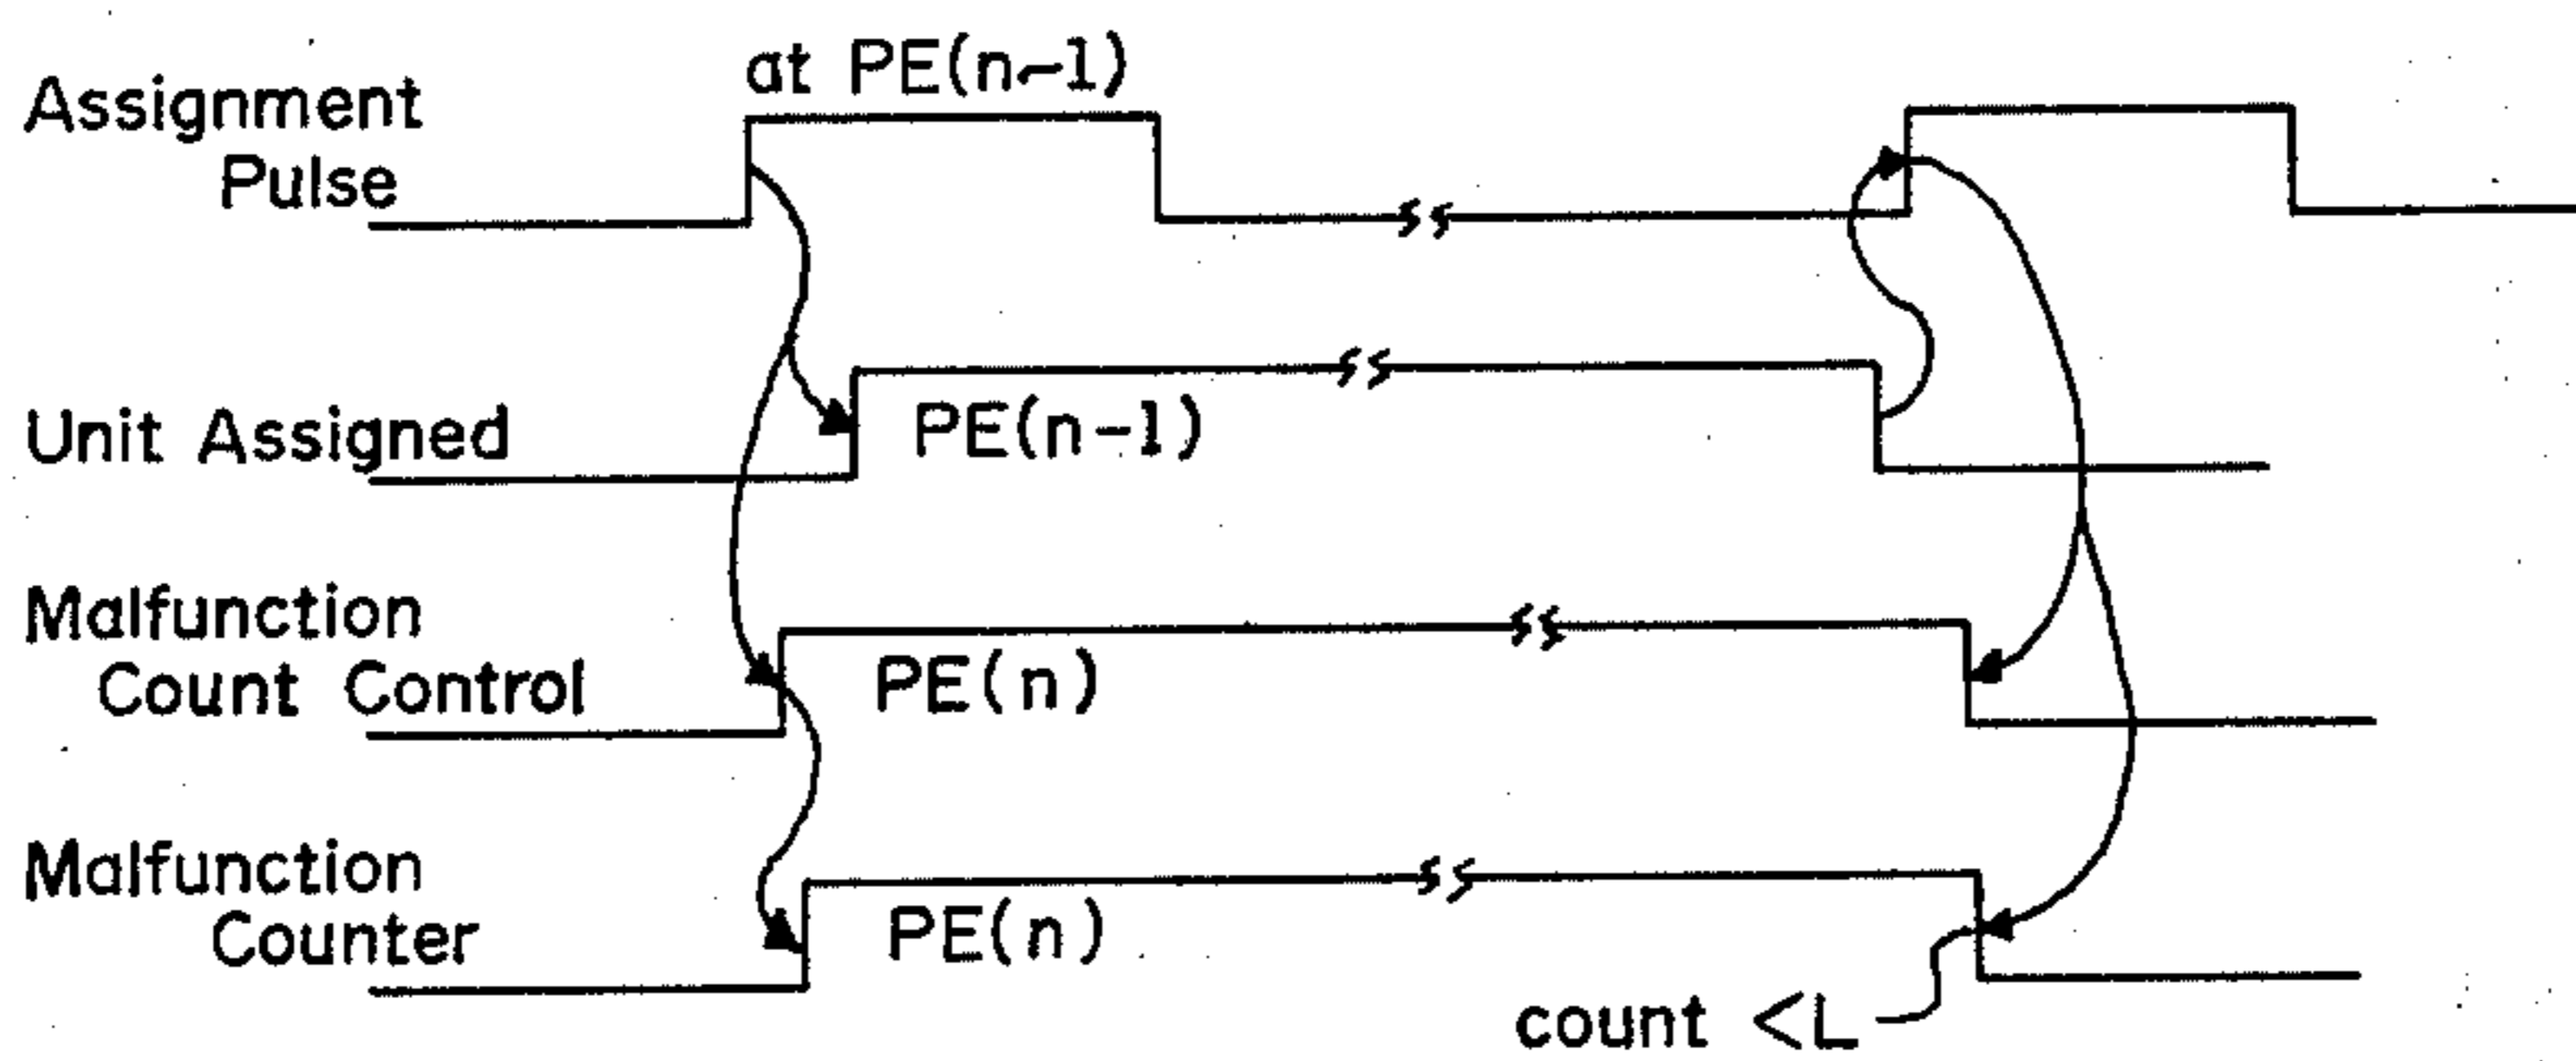 at PE(n-1)
Assignment
Pulse
Unit Assigned
PE(n-1)
Malfunction
Count Control
PE(n)
Malfunction
Counter
PE(n)
count <L